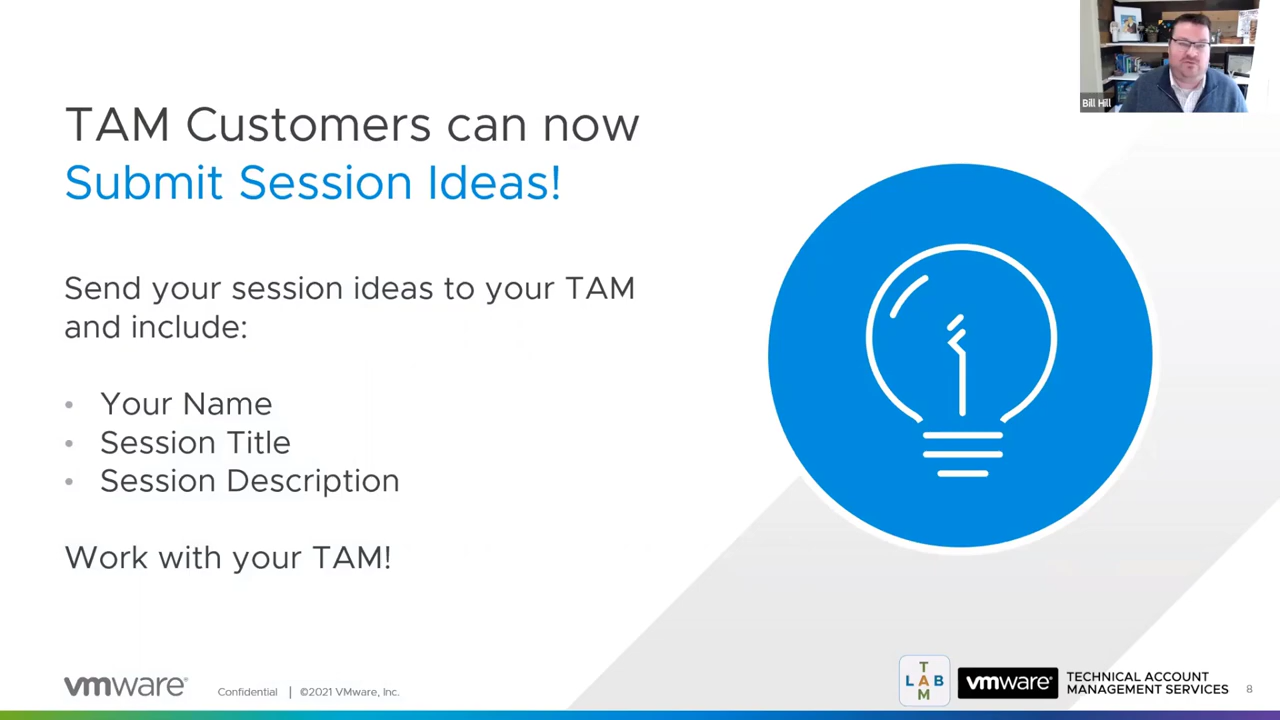 Bill Hill
TAM Customers can now
Submit Session Ideas!
Send your session ideas to your TAM
and include:
• Your Name
• Session Title
• Session Description
Work with your TAM!
vmware®
Confidential | ©2021 VMware, Inc.
TAM
LAB
vmware®
TECHNICAL ACCOUNT
MANAGEMENT SERVICES
8